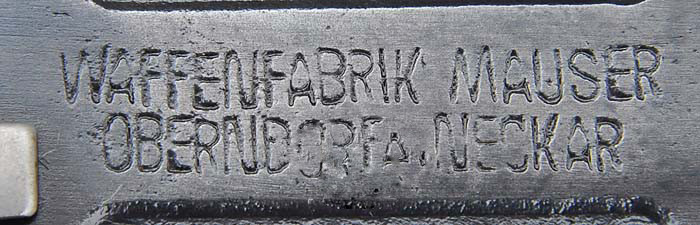 WAFFENFABRIK MAUSER
OBERNDORF A. NECKAR